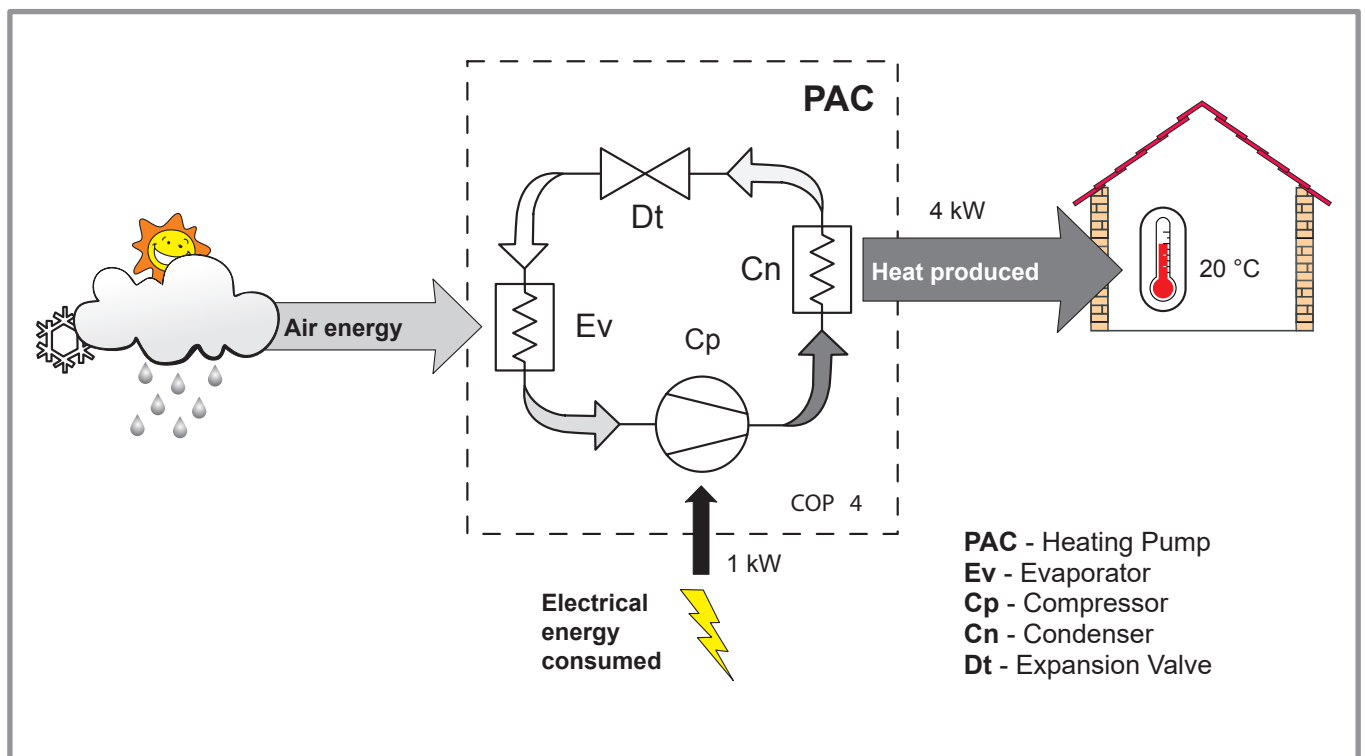 PAC
Dt
4 kW
Cn
Heat produced
20 °C
Air energy
Ev
Cp
COP 4
1 kW
Electrical
energy
consumed
PAC - Heating Pump
Ev - Evaporator
Cp - Compressor
Cn - Condenser
Dt - Expansion Valve